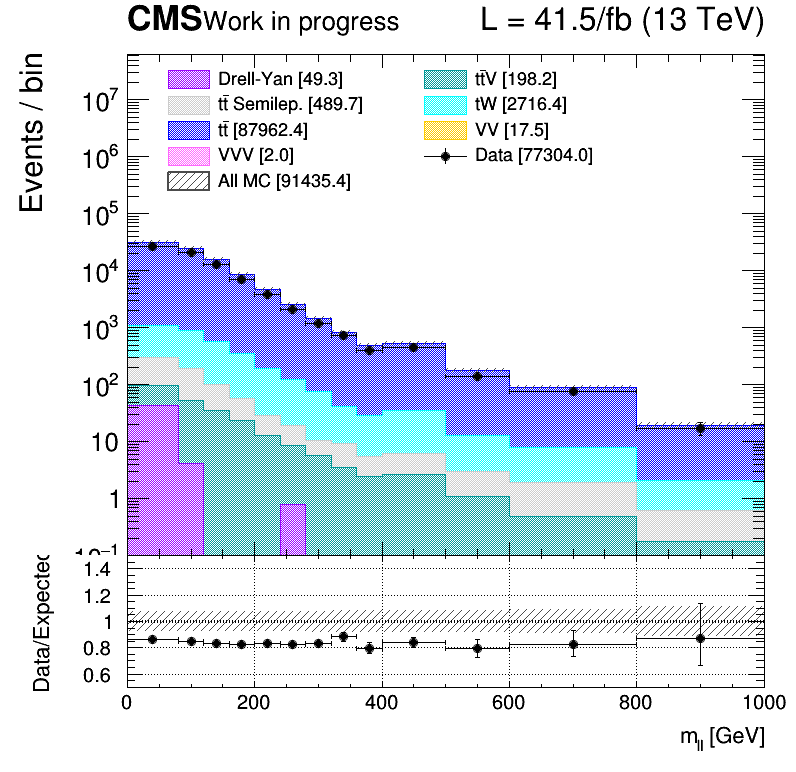 CMS Work in progress L = 41.5/fb (13 TeV)
Events / bin
Drell-Yan [49.3] tt̄V [198.2]
tt̄ Semilep. [489.7] tW [2716.4]
tt̄ [87962.4] VV [17.5]
VVV [2.0] Data [77304.0]
All MC [91435.4]
10⁷
10⁶
10⁵
10⁴
10³
10²
10
1
10⁻¹
Data/Expected
1.4
1.2
1
0.8
0.6
0 200 400 600 800 1000
m_ll [GeV]